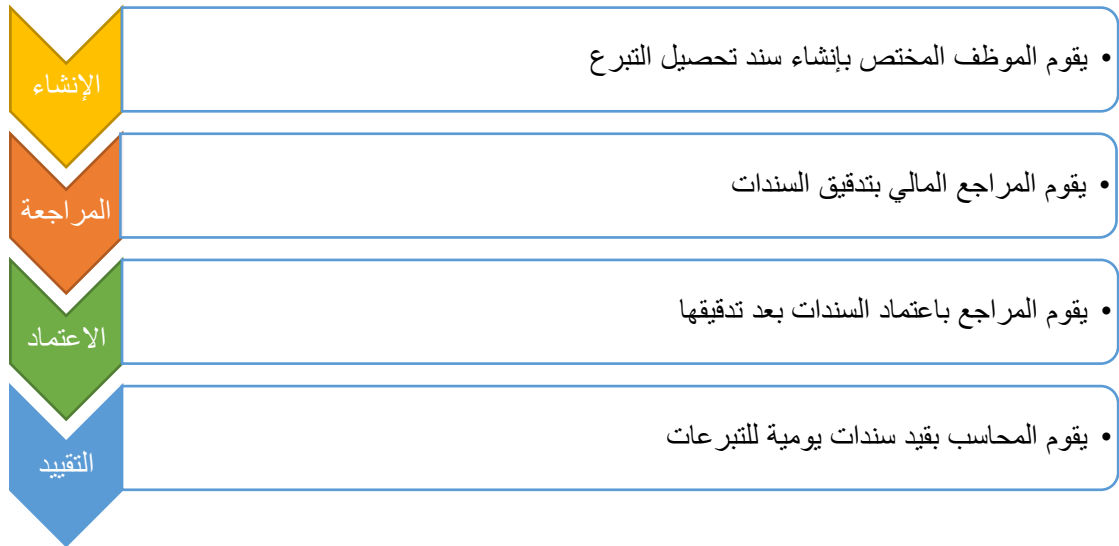 الإنشاء
• يقوم الموظف المختص بإنشاء سند تحصيل التبرع
المراجعة
• يقوم المراجع المالي بتدقيق السندات
الاعتماد
• يقوم المراجع باعتماد السندات بعد تدقيقها
التقييد
• يقوم المحاسب بقيد سندات يومية للتبرعات